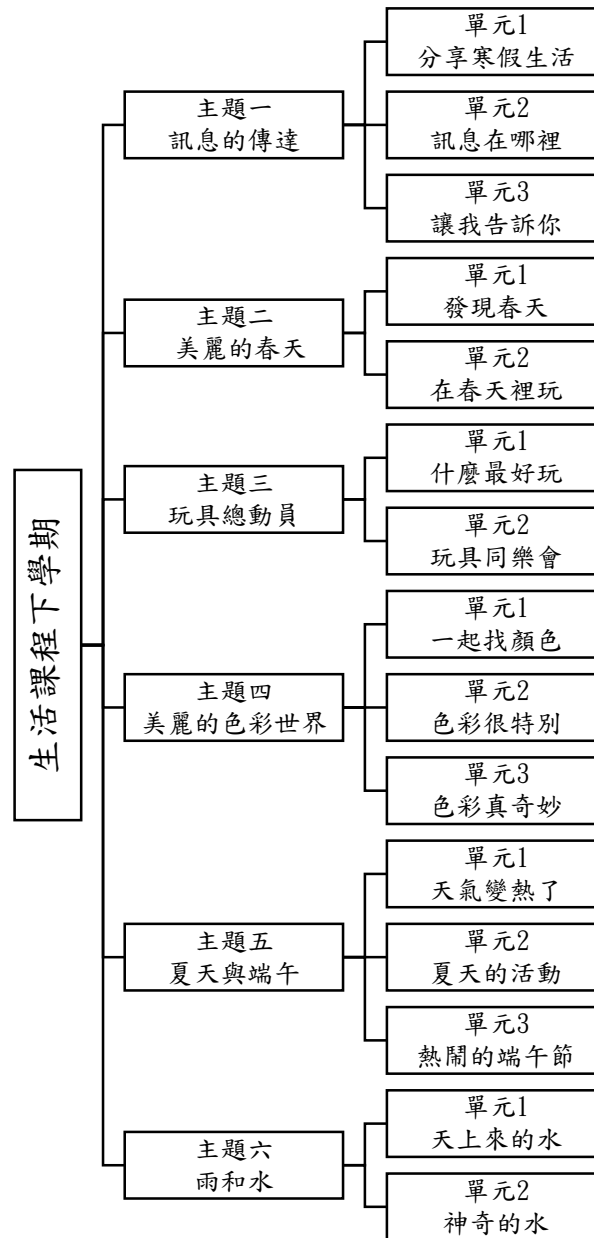 生活課程下學期
主題一
訊息的傳達
單元1
分享寒假生活
單元2
訊息在哪裡
單元3
讓我告訴你
主題二
美麗的春天
單元1
發現春天
單元2
在春天裡玩
主題三
玩具總動員
單元1
什麼最好玩
單元2
玩具同樂會
主題四
美麗的色彩世界
單元1
一起找顏色
單元2
色彩很特別
單元3
色彩真奇妙
主題五
夏天與端午
單元1
天氣變熱了
單元2
夏天的活動
單元3
熱鬧的端午節
主題六
雨和水
單元1
天上來的水
單元2
神奇的水